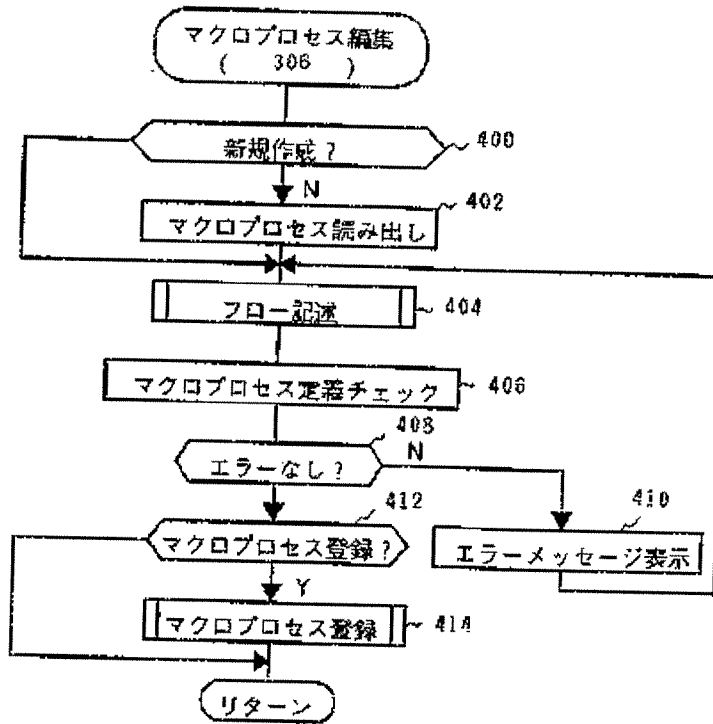 マクロプロセス編集
( 306 )
新規作成?
400
N
402
マクロプロセス読み出し
フロー記述
404
マクロプロセス定義チェック
406
408
エラーなし?
N
412
410
マクロプロセス登録?
エラーメッセージ表示
Y
マクロプロセス登録
414
リターン